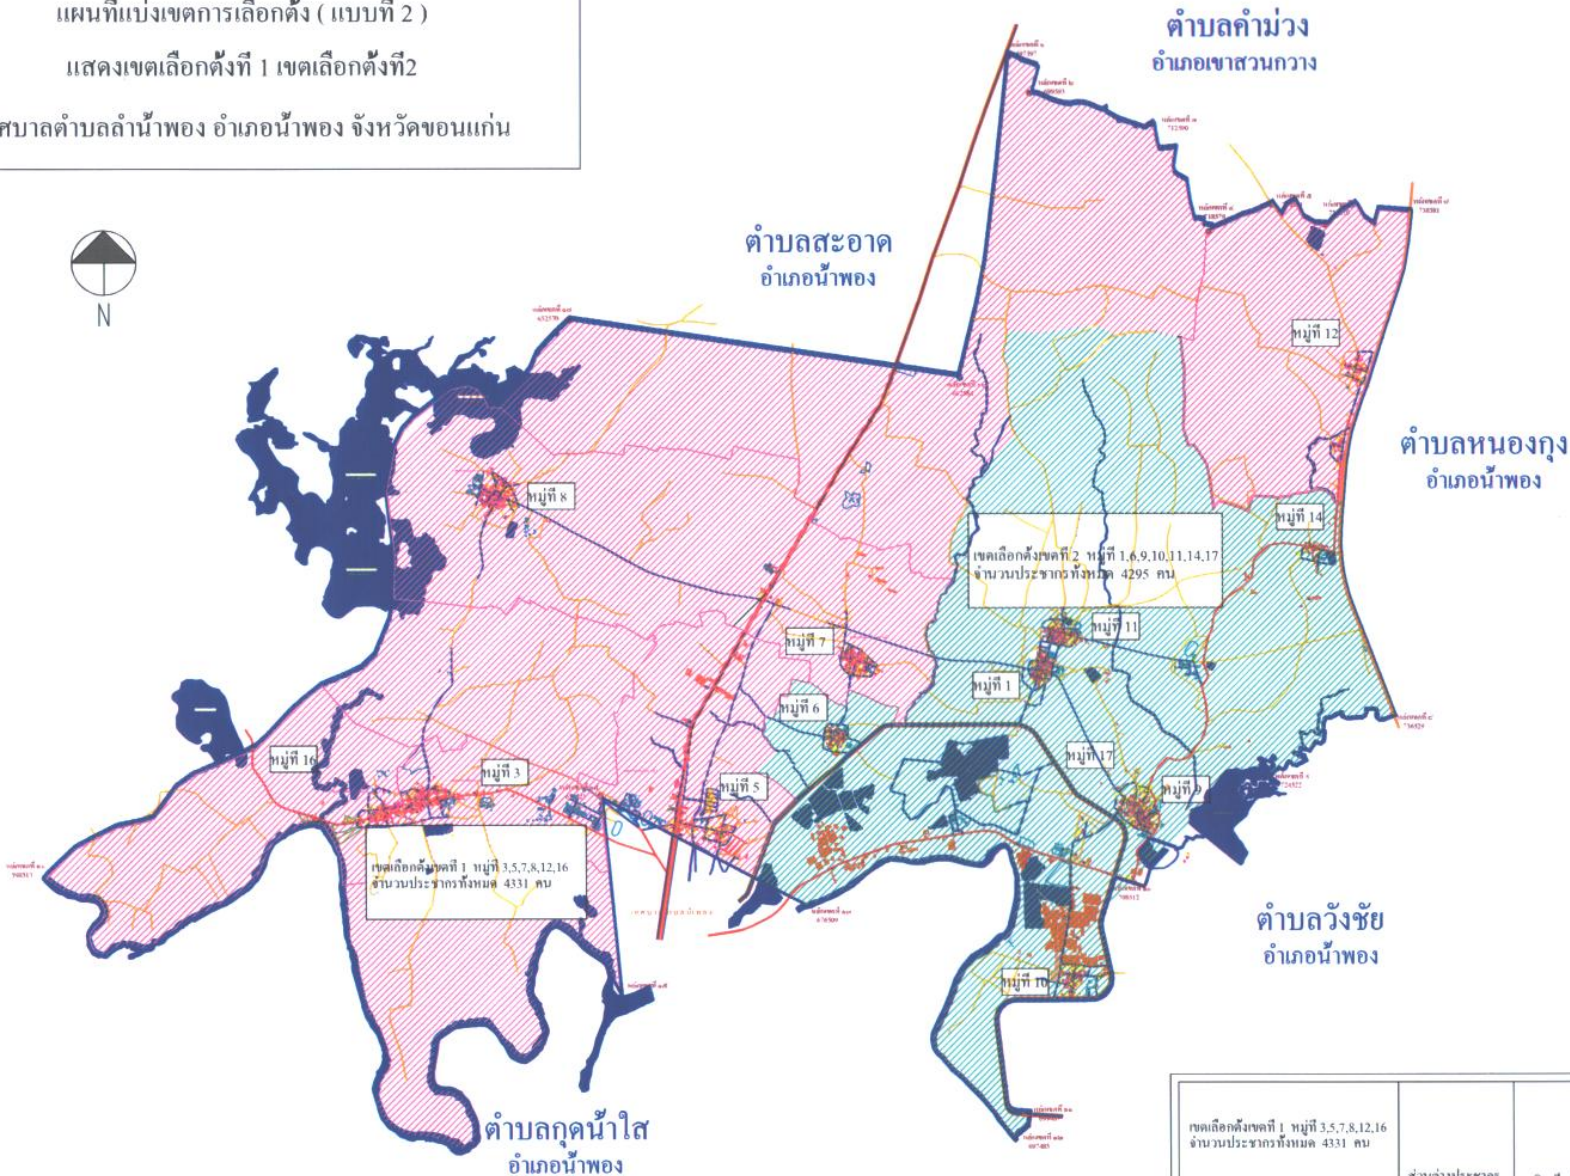 แผนที่แบ่งเขตการเลือกตั้ง ( แบบที่ 2 )
แสดงเขตเลือกตั้งที่ 1 เขตเลือกตั้งที่2
ศบาลตำบลลำน้ำพอง อำเภอน้ำพอง จังหวัดขอนแก่น
ตำบลคำม่วง
อำเภอเขาสวนกวาง
ตำบลสะอาด
อำเภอน้ำพอง
N
หมู่ที่ 12
ตำบลหนองกุง
อำเภอน้ำพอง
หมู่ที่ 8
หมู่ที่ 14
เขตเลือกตั้งเขตที่ 2 หมู่ที่ 1,6,9,10,11,14,17
จำนวนประชากรทั้งหมด 4295 คน
หมู่ที่ 11
หมู่ที่ 7
หมู่ที่ 1
หมู่ที่ 6
หมู่ที่ 17
หมู่ที่ 16
หมู่ที่ 3
หมู่ที่ 5
หมู่ที่ 9
เขตเลือกตั้งเขตที่ 1 หมู่ที่ 3,5,7,8,12,16
จำนวนประชากรทั้งหมด 4331 คน
ตำบลวังชัย
อำเภอน้ำพอง
หมู่ที่ 10
ตำบลกุดน้ำใส
อำเภอน้ำพอง
เขตเลือกตั้งเขตที่ 1 หมู่ที่ 3,5,7,8,12,16
จำนวนประชากรทั้งหมด 4331 คน